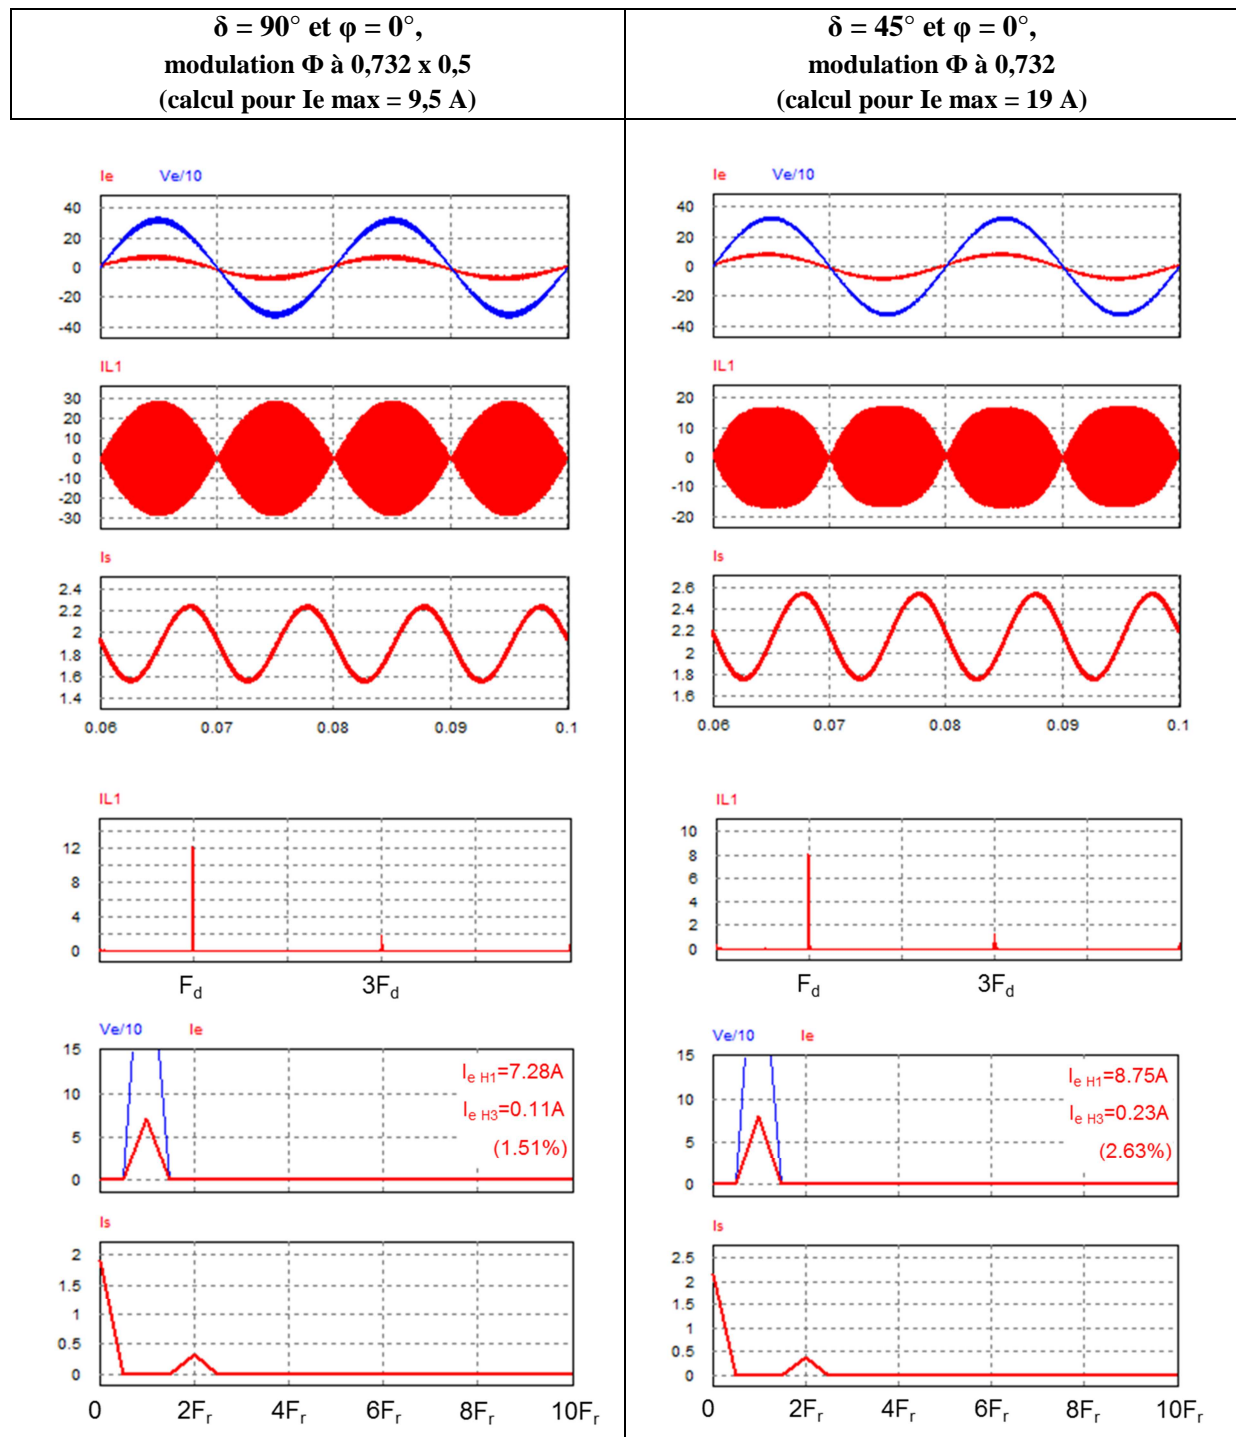 δ = 90° et φ = 0°,
modulation Φ à 0,732 x 0,5
(calcul pour Ie max = 9,5 A)
δ = 45° et φ = 0°,
modulation Φ à 0,732
(calcul pour Ie max = 19 A)
Ie Ve/10
40
20
0
-20
-40
IL1
30
20
10
0
-10
-20
-30
Is
2.4
2.2
2
1.8
1.6
1.4
0.06 0.07 0.08 0.09 0.1
IL1
12
8
4
0
Fd 3Fd
Ve/10 Ie
15
10
5
0
Ie H1=7.28A
Ie H3=0.11A
(1.51%)
Is
2
1.5
1
0.5
0
0 2Fr 4Fr 6Fr 8Fr 10Fr
Ie Ve/10
40
20
0
-20
-40
IL1
20
10
0
-10
-20
Is
2.6
2.4
2.2
2
1.8
1.6
0.06 0.07 0.08 0.09 0.1
IL1
10
8
6
4
2
0
Fd 3Fd
Ve/10 Ie
15
10
5
0
Ie H1=8.75A
Ie H3=0.23A
(2.63%)
Is
2.5
2
1.5
1
0.5
0
0 2Fr 4Fr 6Fr 8Fr 10Fr